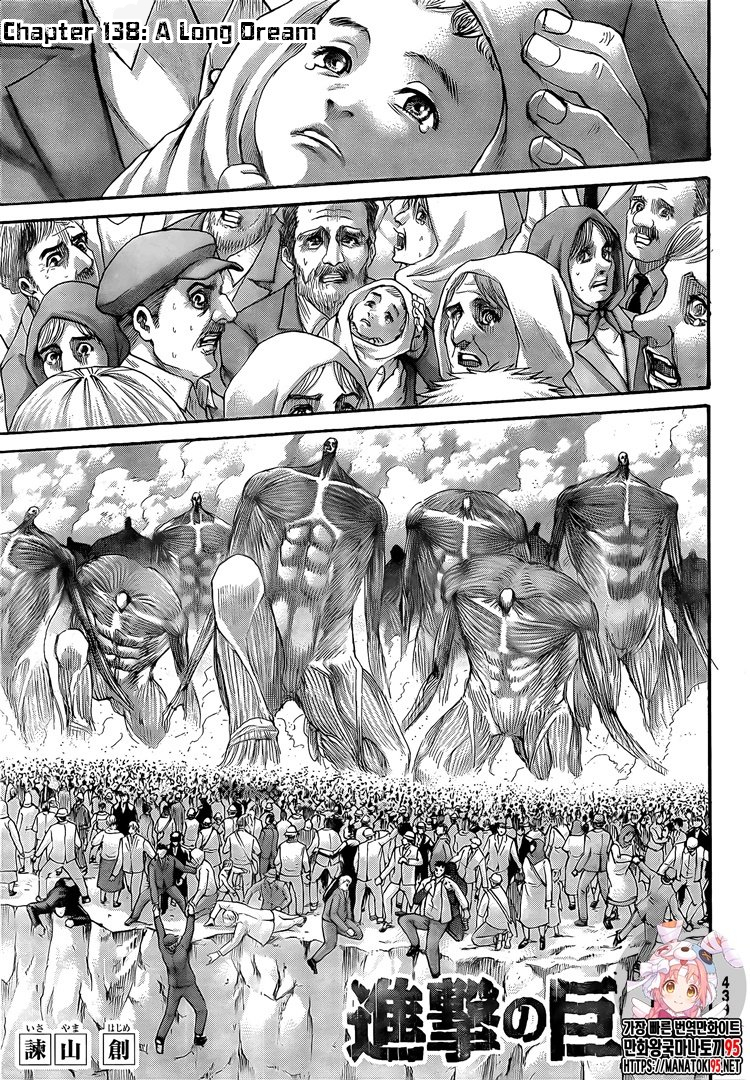 Chapter 138: A Long Dream
進撃の巨
いさ やま はじめ
諫山創
가장 빠른 번역만화사이트
만화왕국마나토끼95
HTTPS://MANATOKI95.NET